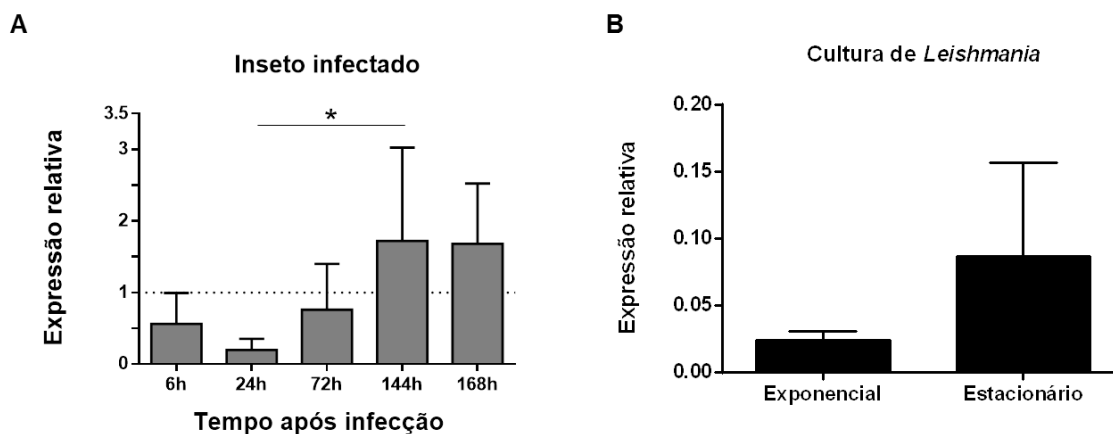 A
Inseto infectado
*
Expressão relativa
3.5
3
2
1
0
6h 24h 72h 144h 168h
Tempo após infecção
B
Cultura de Leishmania
Expressão relativa
0.20
0.15
0.10
0.05
0.00
Exponencial Estacionário